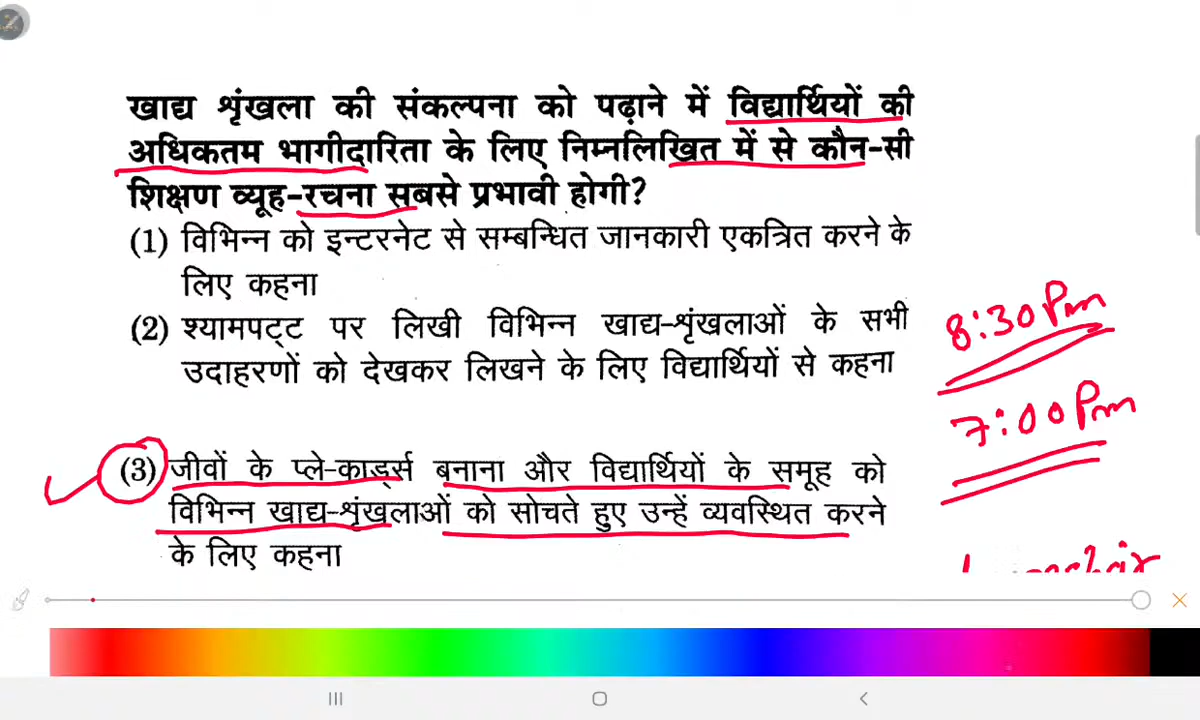 खाद्य शृंखला की संकल्पना को पढ़ाने में विद्यार्थियों की
अधिकतम भागीदारिता के लिए निम्नलिखित में से कौन-सी
शिक्षण व्यूह-रचना सबसे प्रभावी होगी?
(1) विभिन्न को इन्टरनेट से सम्बन्धित जानकारी एकत्रित करने के
लिए कहना
(2) श्यामपट्ट पर लिखी विभिन्न खाद्य-शृंखलाओं के सभी
उदाहरणों को देखकर लिखने के लिए विद्यार्थियों से कहना
8:30 Pm
7:00 Pm
(3) जीवों के प्ले-कार्ड्स बनाना और विद्यार्थियों के समूह को
विभिन्न खाद्य-शृंखलाओं को सोचते हुए उन्हें व्यवस्थित करने
के लिए कहना